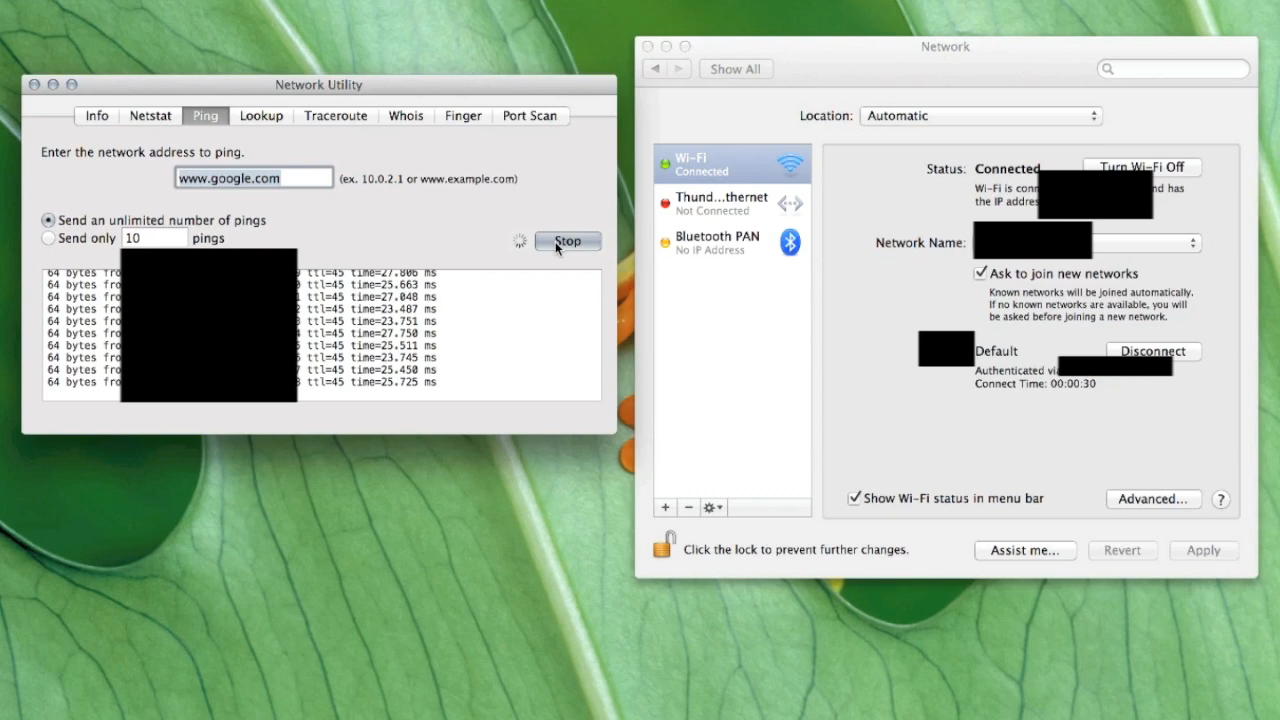 Network Utility
Info Netstat Ping Lookup Traceroute Whois Finger Port Scan
Enter the network address to ping.
www.google.com (ex. 10.0.2.1 or www.example.com)
Send an unlimited number of pings
Send only 10 pings
Stop
64 bytes fro ttl=45 time=27.806 ms
64 bytes fro ttl=45 time=25.663 ms
64 bytes fro ttl=45 time=27.048 ms
64 bytes fro ttl=45 time=23.487 ms
64 bytes fro ttl=45 time=23.751 ms
64 bytes fro ttl=45 time=27.750 ms
64 bytes fro ttl=45 time=25.511 ms
64 bytes fro ttl=45 time=23.745 ms
64 bytes fro ttl=45 time=25.450 ms
64 bytes fro ttl=45 time=25.725 ms
Network
Show All
Location: Automatic
Wi-Fi
Connected
Thund...thernet
Not Connected
Bluetooth PAN
No IP Address
Status: Connected Turn Wi-Fi Off
Wi-Fi is conn nd has
the IP addres
Network Name:
Ask to join new networks
Known networks will be joined automatically.
If no known networks are available, you will
be asked before joining a new network.
Default Disconnect
Authenticated via
Connect Time: 00:00:30
Show Wi-Fi status in menu bar Advanced... ?
Click the lock to prevent further changes.
Assist me... Revert Apply